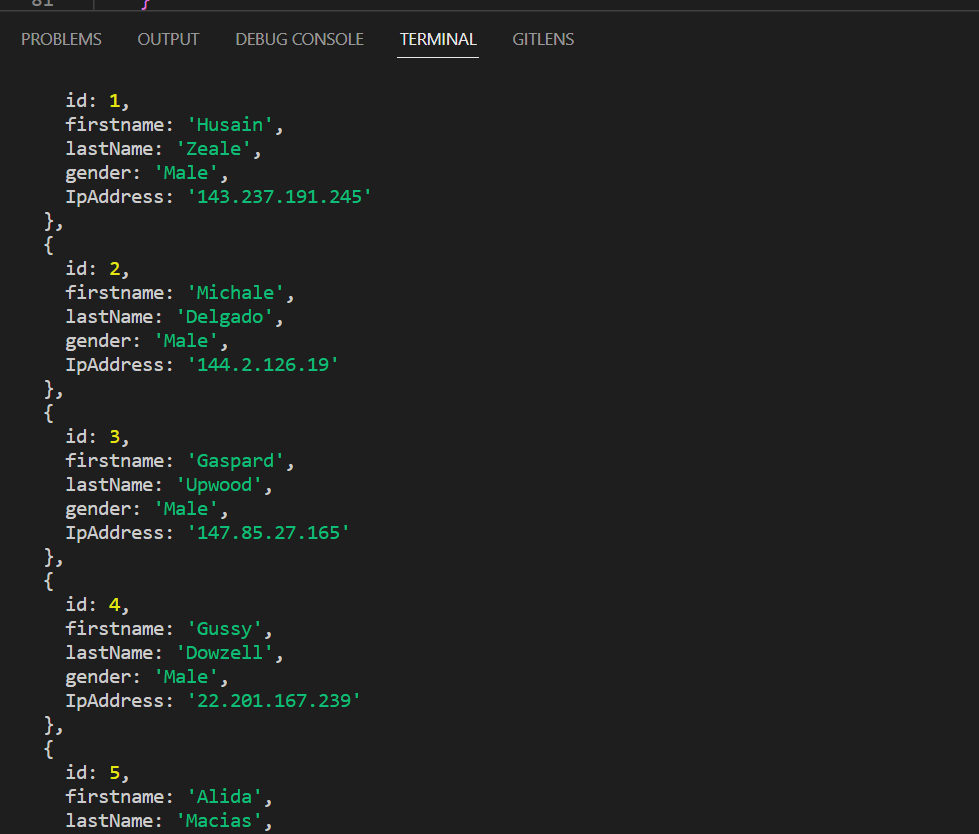 81 }
PROBLEMS OUTPUT DEBUG CONSOLE TERMINAL GITLENS
id: 1,
firstname: 'Husain',
lastName: 'Zeale',
gender: 'Male',
IpAddress: '143.237.191.245'
},
{
id: 2,
firstname: 'Michale',
lastName: 'Delgado',
gender: 'Male',
IpAddress: '144.2.126.19'
},
{
id: 3,
firstname: 'Gaspard',
lastName: 'Upwood',
gender: 'Male',
IpAddress: '147.85.27.165'
},
{
id: 4,
firstname: 'Gussy',
lastName: 'Dowzell',
gender: 'Male',
IpAddress: '22.201.167.239'
},
{
id: 5,
firstname: 'Alida',
lastName: 'Macias',